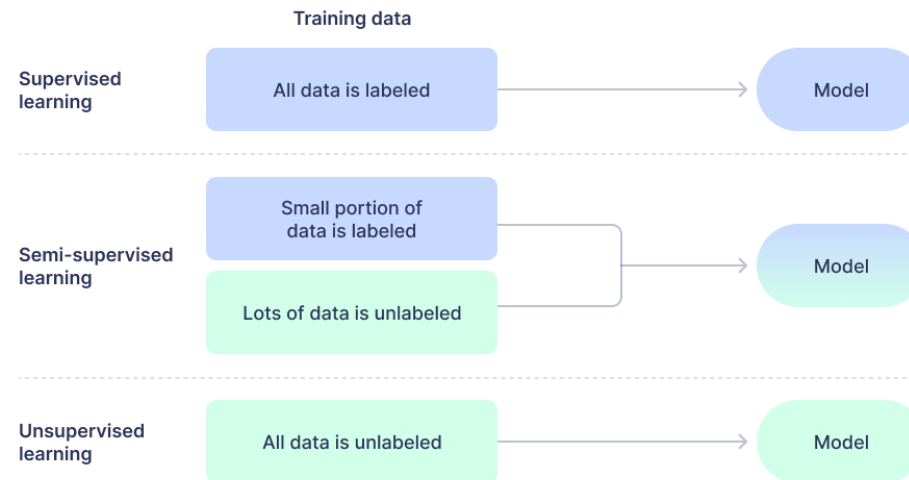 Training data
Supervised
learning
All data is labeled
Model
Semi-supervised
learning
Small portion of
data is labeled
Lots of data is unlabeled
Model
Unsupervised
learning
All data is unlabeled
Model